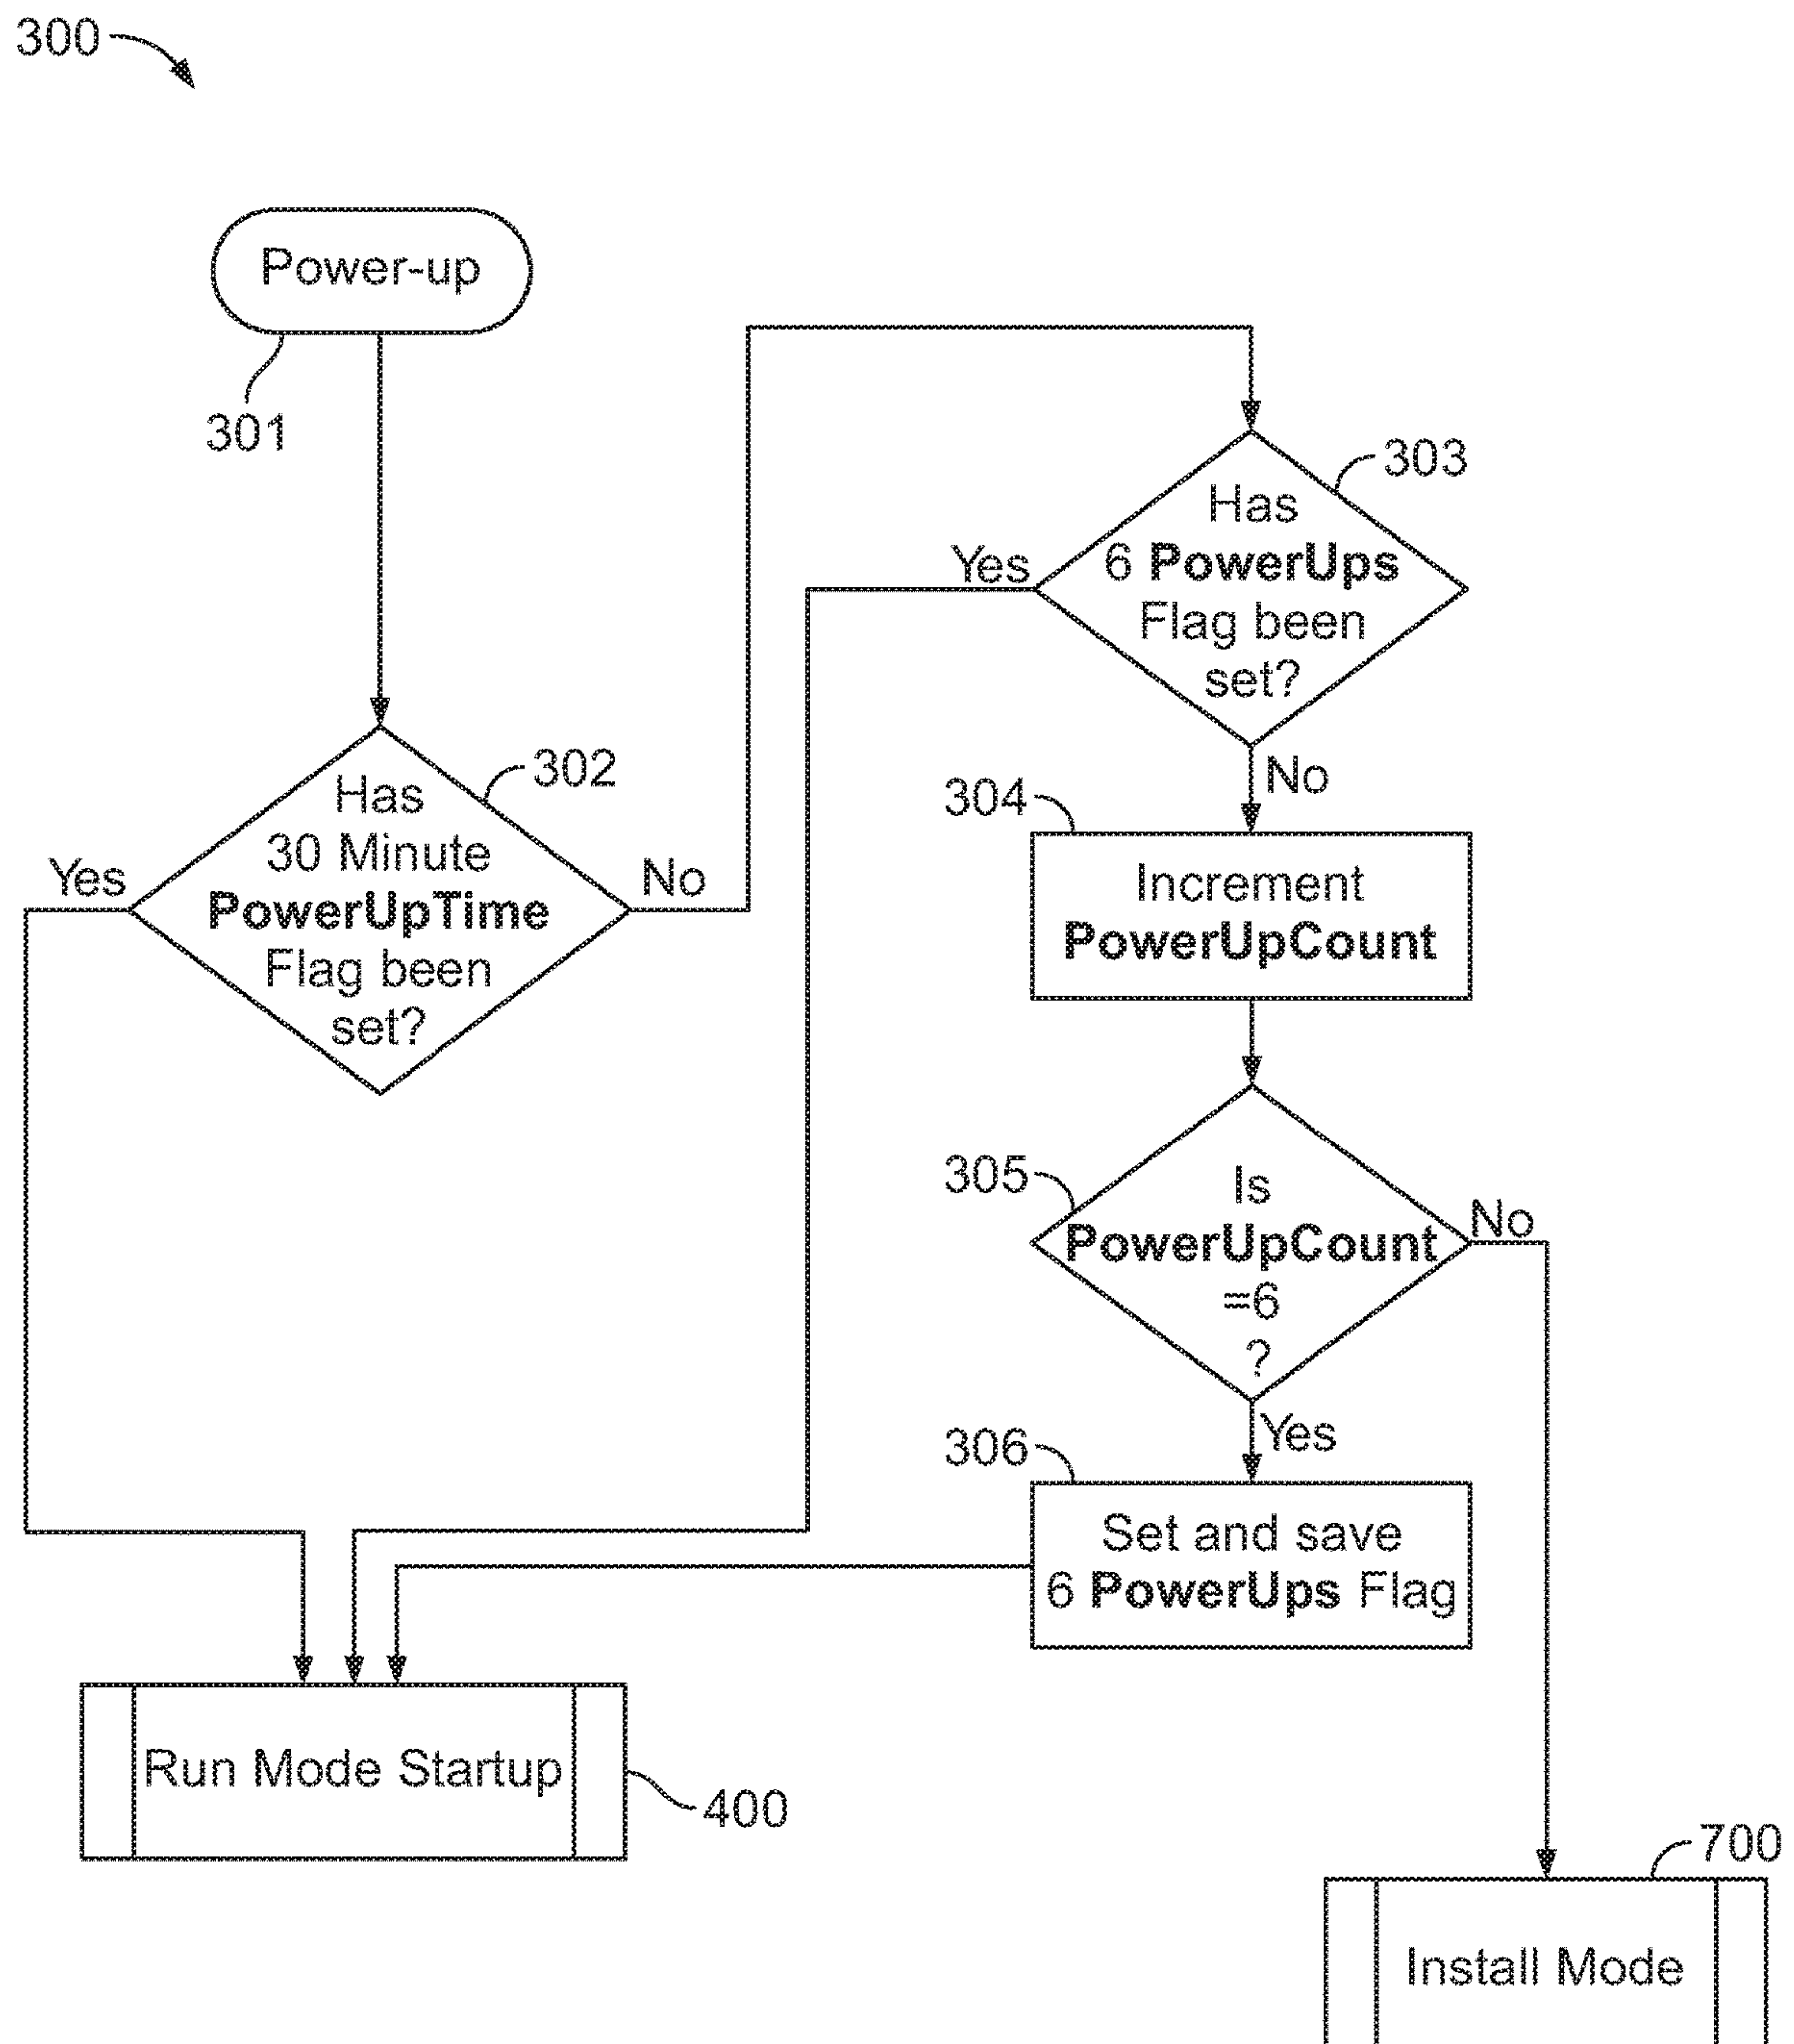 300
Power-up
301
303
Has
6 PowerUps
Flag been
set?
Yes
No
302
Has
30 Minute
PowerUpTime
Flag been
set?
Yes
No
304
Increment
PowerUpCount
305
Is
PowerUpCount
=6
?
No
Yes
306
Set and save
6 PowerUps Flag
Run Mode Startup
400
700
Install Mode